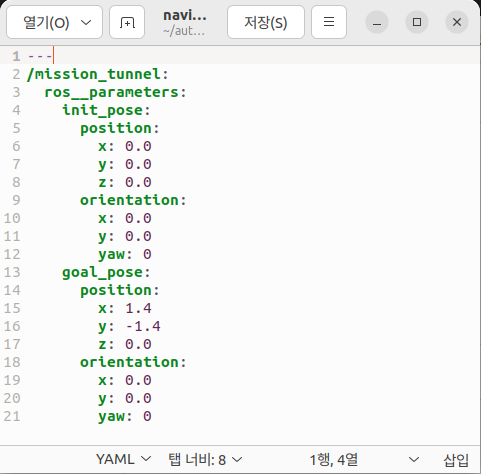 열기(O) navi... 저장(S)
~/aut...
1 ---
2 /mission_tunnel:
3   ros__parameters:
4     init_pose:
5       position:
6         x: 0.0
7         y: 0.0
8         z: 0.0
9       orientation:
10         x: 0.0
11         y: 0.0
12         yaw: 0
13     goal_pose:
14       position:
15         x: 1.4
16         y: -1.4
17         z: 0.0
18       orientation:
19         x: 0.0
20         y: 0.0
21         yaw: 0
YAML 탭 너비: 8 1행, 4열 삽입